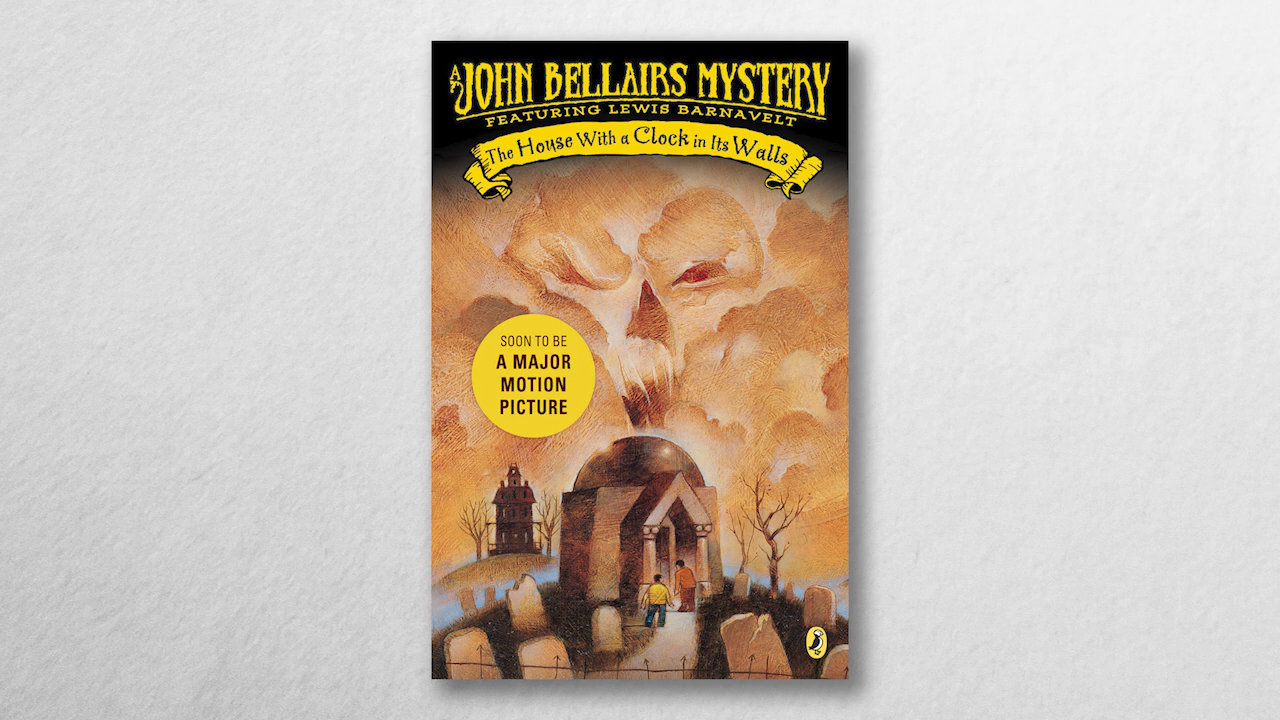 A JOHN BELLAIRS MYSTERY
FEATURING LEWIS BARNAVELT
The House With a Clock in Its Walls
SOON TO BE
A MAJOR
MOTION
PICTURE